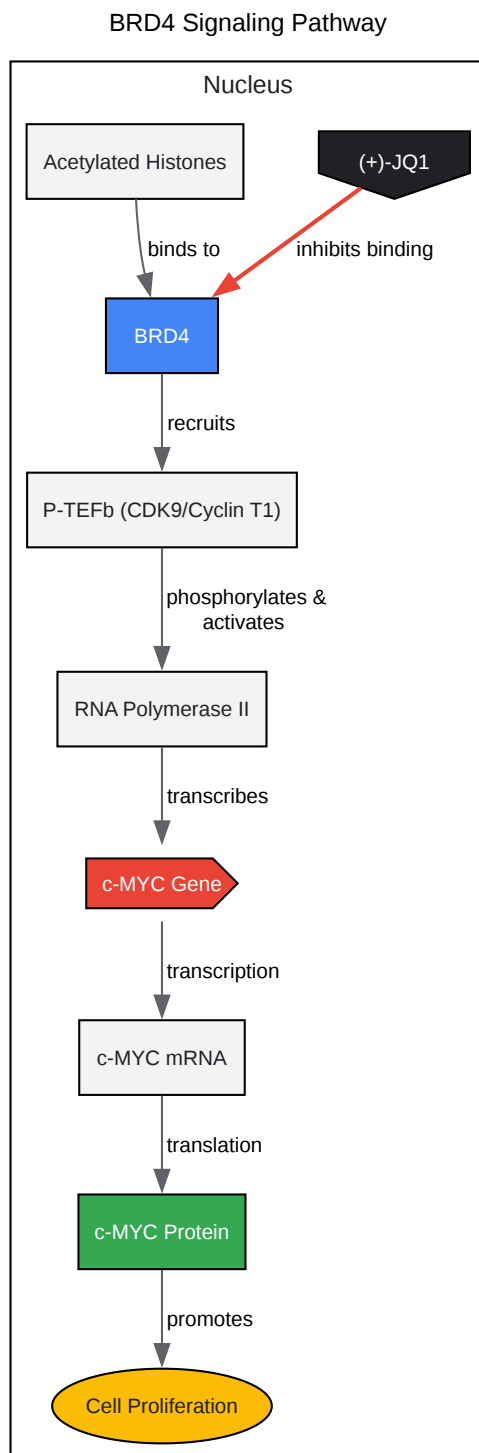 BRD4 Signaling Pathway
Nucleus
Acetylated Histones
(+)-JQ1
binds to
inhibits binding
BRD4
recruits
P-TEFb (CDK9/Cyclin T1)
phosphorylates &
activates
RNA Polymerase II
transcribes
c-MYC Gene
transcription
c-MYC mRNA
translation
c-MYC Protein
promotes
Cell Proliferation